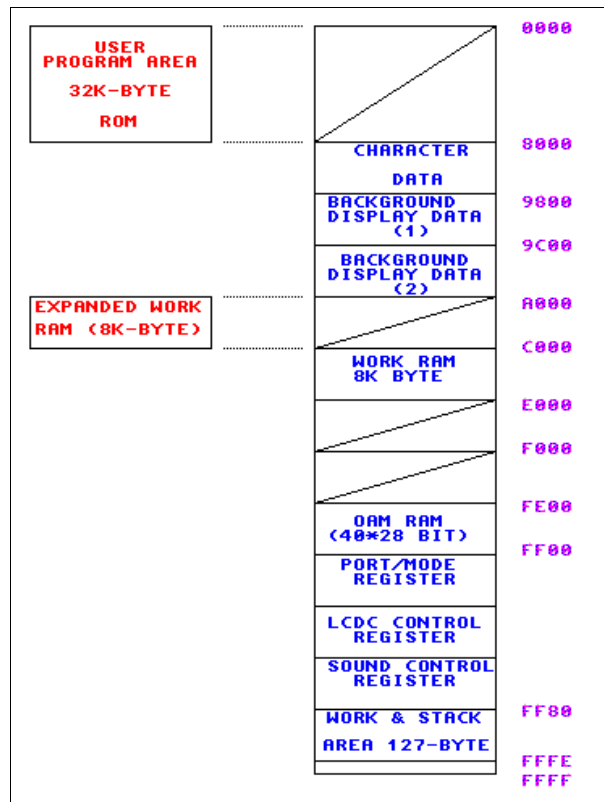 0000
USER
PROGRAM AREA
32K-BYTE
ROM
8000
CHARACTER
DATA
9800
BACKGROUND
DISPLAY DATA
(1)
9C00
BACKGROUND
DISPLAY DATA
(2)
A000
EXPANDED WORK
RAM (8K-BYTE)
C000
WORK RAM
8K BYTE
E000
F000
FE00
OAM RAM
(40*28 BIT)
FF00
PORT/MODE
REGISTER
LCDC CONTROL
REGISTER
SOUND CONTROL
REGISTER
FF80
WORK & STACK
AREA 127-BYTE
FFFE
FFFF